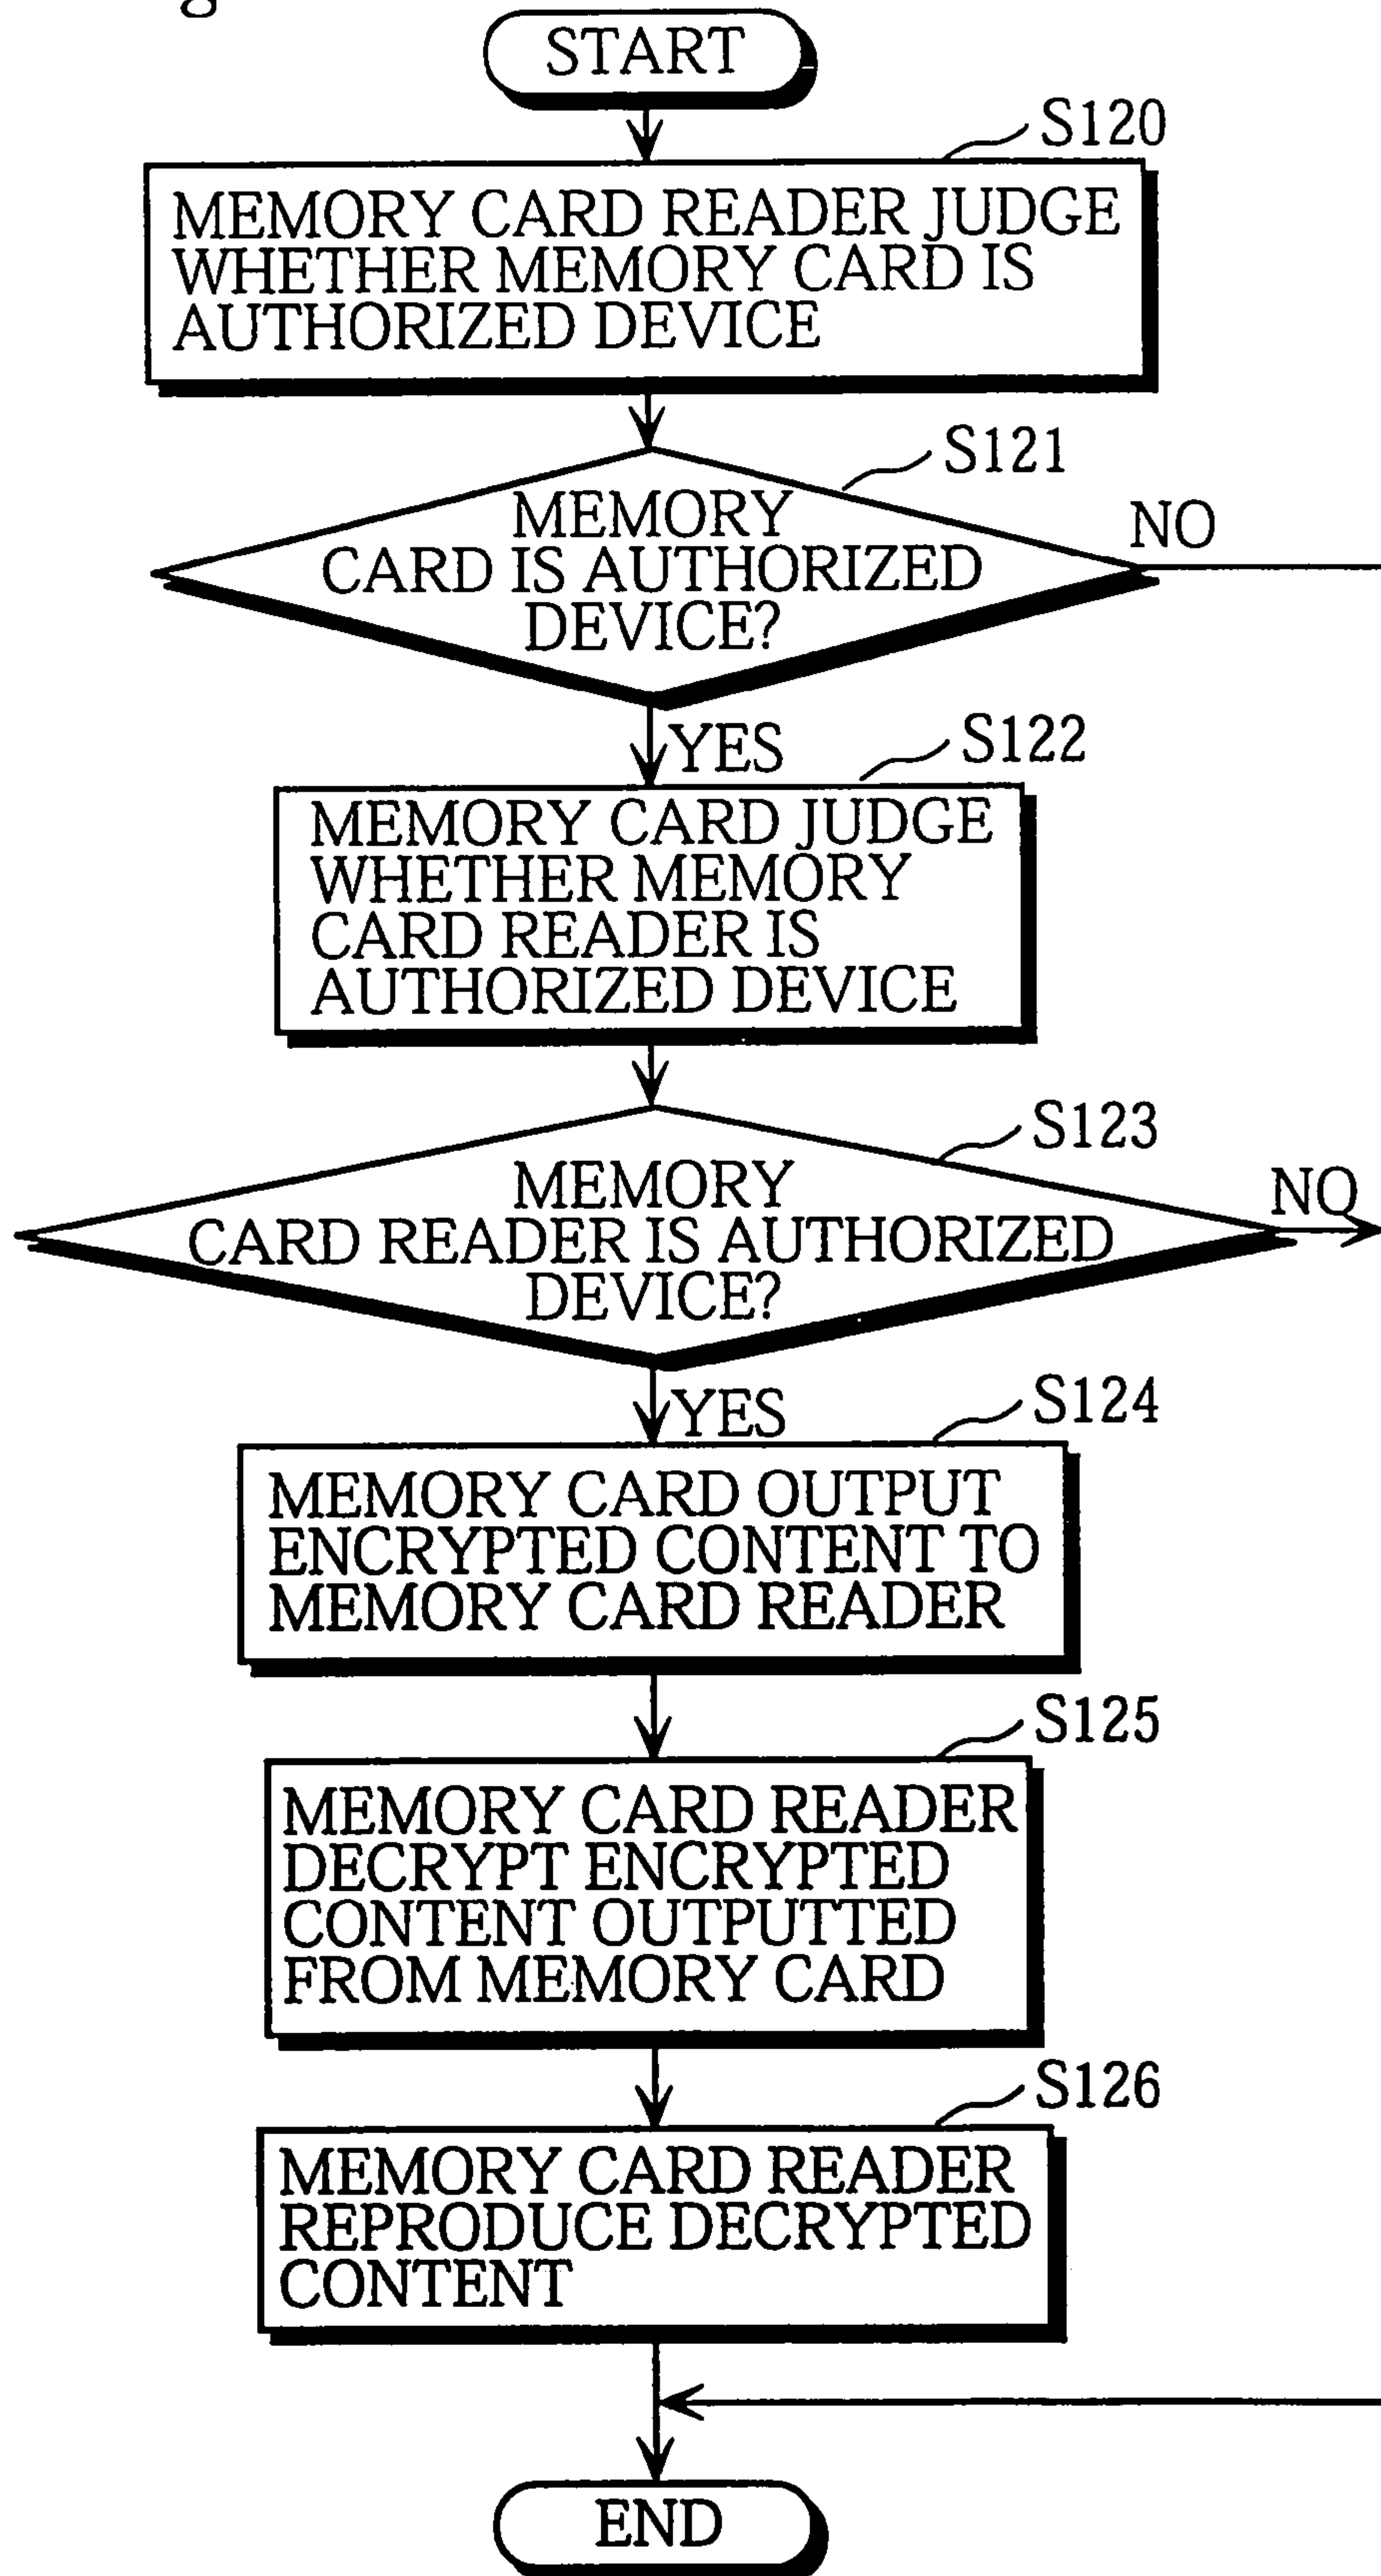 START
S120
MEMORY CARD READER JUDGE
WHETHER MEMORY CARD IS
AUTHORIZED DEVICE
S121
MEMORY
CARD IS AUTHORIZED
DEVICE?
NO
YES
S122
MEMORY CARD JUDGE
WHETHER MEMORY
CARD READER IS
AUTHORIZED DEVICE
S123
MEMORY
CARD READER IS AUTHORIZED
DEVICE?
NO
YES
S124
MEMORY CARD OUTPUT
ENCRYPTED CONTENT TO
MEMORY CARD READER
S125
MEMORY CARD READER
DECRYPT ENCRYPTED
CONTENT OUTPUTTED
FROM MEMORY CARD
S126
MEMORY CARD READER
REPRODUCE DECRYPTED
CONTENT
END